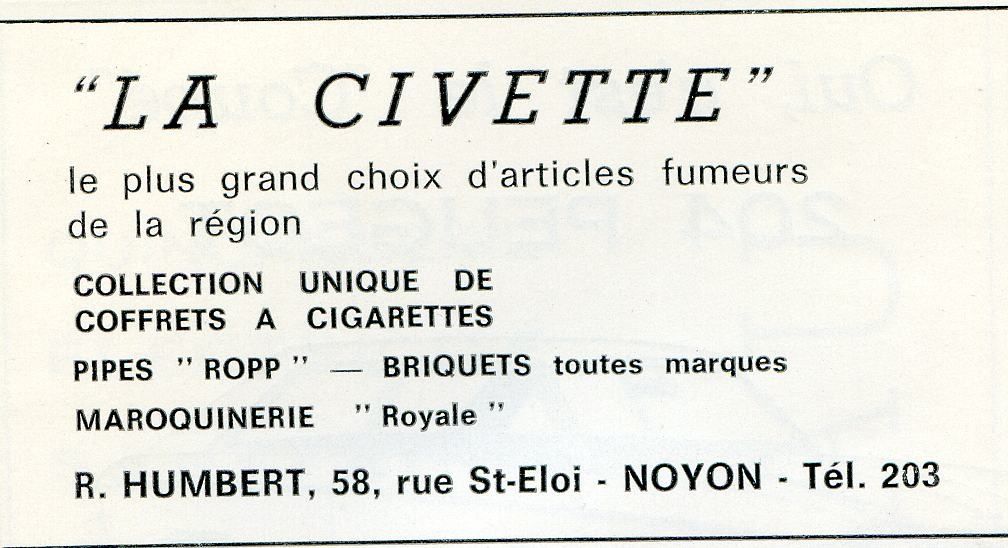 “LA CIVETTE”
le plus grand choix d'articles fumeurs
de la région
COLLECTION UNIQUE DE
COFFRETS A CIGARETTES
PIPES ” ROPP ” — BRIQUETS toutes marques
MAROQUINERIE ” Royale ”
R. HUMBERT, 58, rue St-Eloi - NOYON - Tél. 203